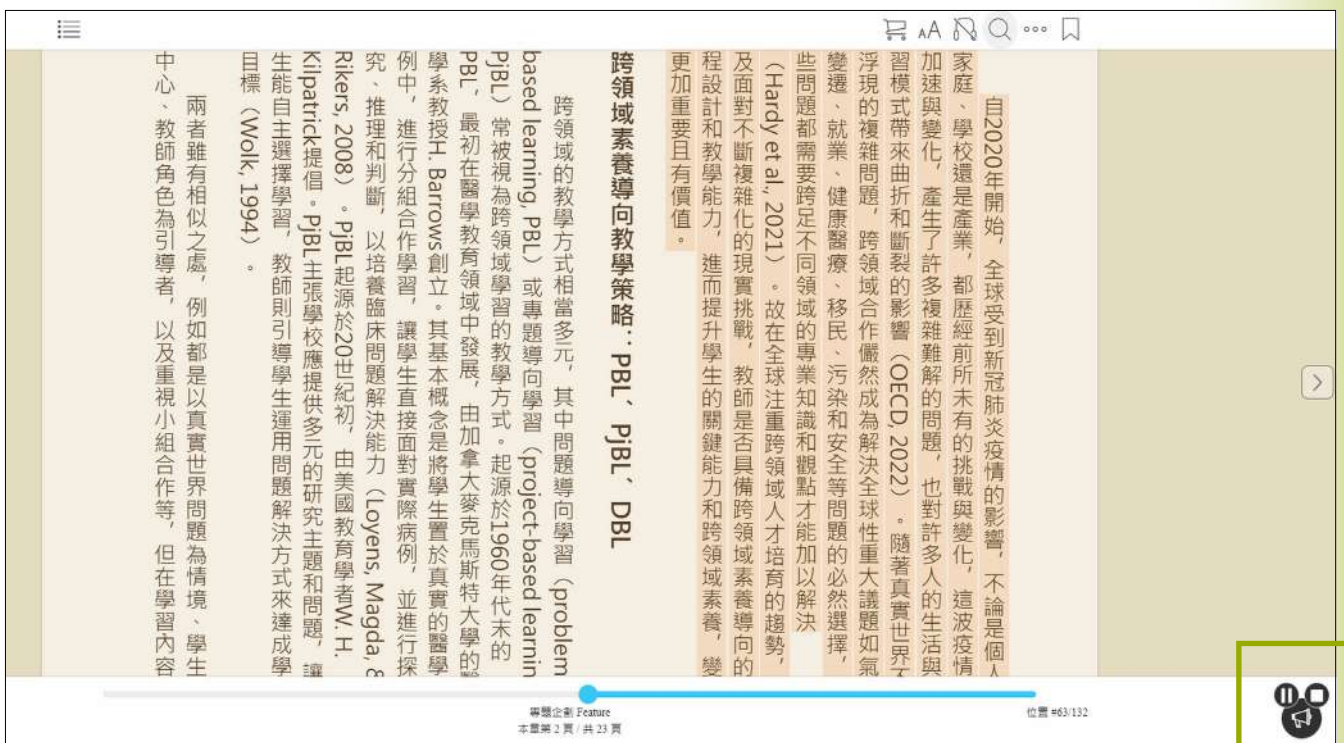 AA
自2020年開始，全球受到新冠肺炎疫情的影響，不論是個人
家庭、學校還是產業，都歷經前所未有的挑戰與變化，這波疫情
加速與變化，產生了許多複雜難解的問題，也對許多人的生活與
習模式帶來曲折和斷裂的影響（OECD, 2022）。隨著真實世界不
浮現的複雜問題，跨領域合作儼然成為解決全球性重大議題如氣
變遷、就業、健康醫療、移民、污染和安全等問題的必然選擇，
些問題都需要跨足不同領域的專業知識和觀點才能加以解決
（Hardy et al., 2021）。故在全球注重跨領域人才培育的趨勢，
及面對不斷複雜化的現實挑戰，教師是否具備跨領域素養導向的
程設計和教學能力，進而提升學生的關鍵能力和跨領域素養，變
更加重要且有價值。
跨領域素養導向教學策略：PBL、PjBL、DBL
跨領域的教學方式相當多元，其中問題導向學習（problem
based learning, PBL）或專題導向學習（project-based learnin
PjBL）常被視為跨領域學習的教學方式。起源於1960年代末的
PBL，最初在醫學教育領域中發展，由加拿大麥克馬斯特大學的醫
學系教授H. Barrows創立。其基本概念是將學生置於真實的醫學
例中，進行分組合作學習，讓學生直接面對實際病例，並進行探
究、推理和判斷，以培養臨床問題解決能力（Loyens, Magda, &
Rikers, 2008）。PjBL起源於20世紀初，由美國教育學者W. H.
Kilpatrick提倡。PjBL主張學校應提供多元的研究主題和問題，讓
生能自主選擇學習，教師則引導學生運用問題解決方式來達成學
目標（Wolk, 1994）。
兩者雖有相似之處，例如都是以真實世界問題為情境、學生
中心、教師角色為引導者，以及重視小組合作等，但在學習內容
專題企劃 Feature
本章第 2 頁 / 共 23 頁
位置 #63/132